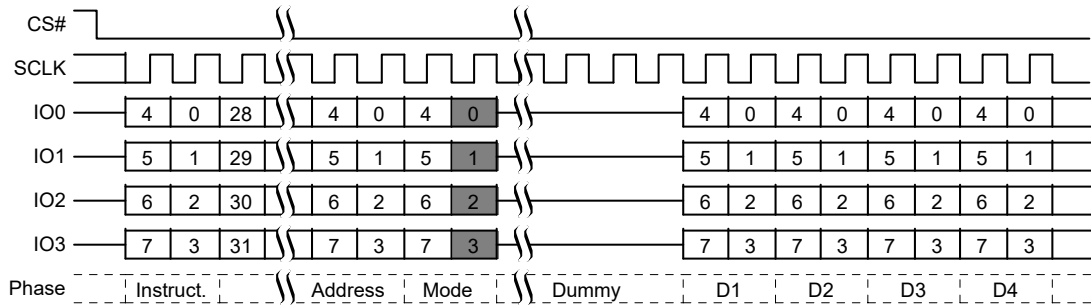 CS#
SCLK
IO0 4 0 28 4 0 4 0 4 0 4 0 4 0 4 0
IO1 5 1 29 5 1 5 1 5 1 5 1 5 1 5 1
IO2 6 2 30 6 2 6 2 6 2 6 2 6 2 6 2
IO3 7 3 31 7 3 7 3 7 3 7 3 7 3 7 3
Phase Instruct. Address Mode Dummy D1 D2 D3 D4